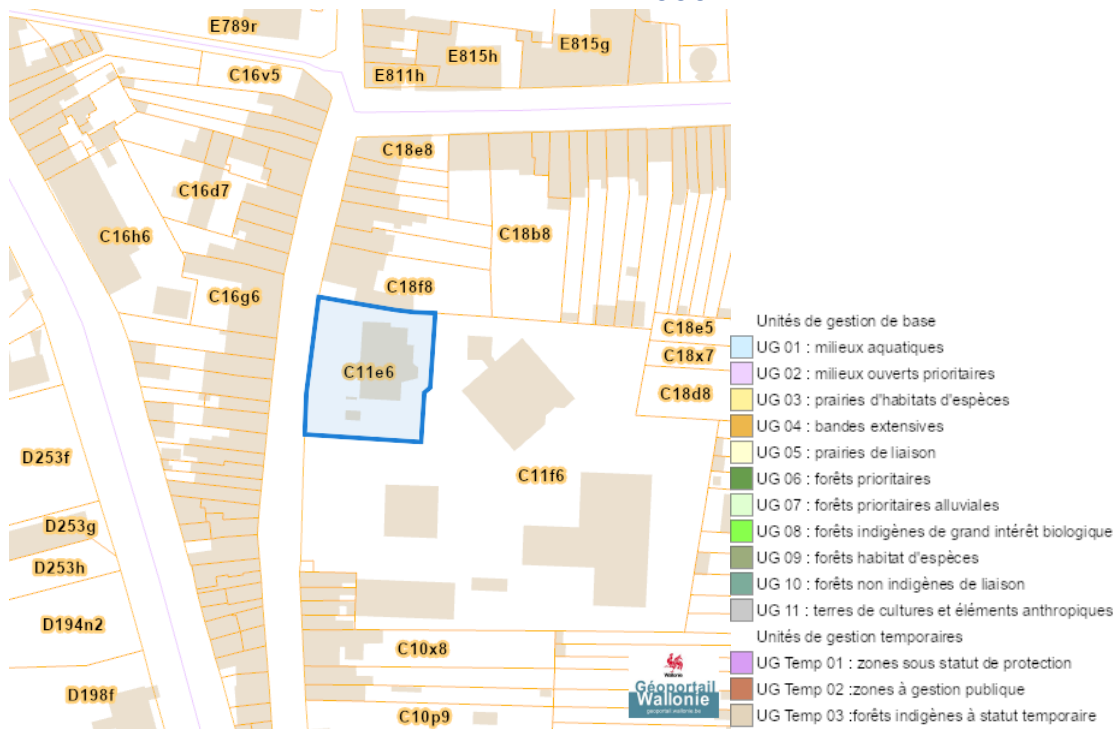 E789r
E815g
E815h
E811h
C16v5
C18e8
C16d7
C16h6
C18b8
C16g6
C18f8
C18e5
C18x7
C11e6
C18d8
D253f
C11f6
D253g
D253h
D194n2
C10x8
D198f
C10p9
Wallonie
Géoportail
Wallonie
geoportail.wallonie.be
Unités de gestion de base
UG 01 : milieux aquatiques
UG 02 : milieux ouverts prioritaires
UG 03 : prairies d'habitats d'espèces
UG 04 : bandes extensives
UG 05 : prairies de liaison
UG 06 : forêts prioritaires
UG 07 : forêts prioritaires alluviales
UG 08 : forêts indigènes de grand intérêt biologique
UG 09 : forêts habitat d'espèces
UG 10 : forêts non indigènes de liaison
UG 11 : terres de cultures et éléments anthropiques
Unités de gestion temporaires
UG Temp 01 : zones sous statut de protection
UG Temp 02 :zones à gestion publique
UG Temp 03 :forêts indigènes à statut temporaire